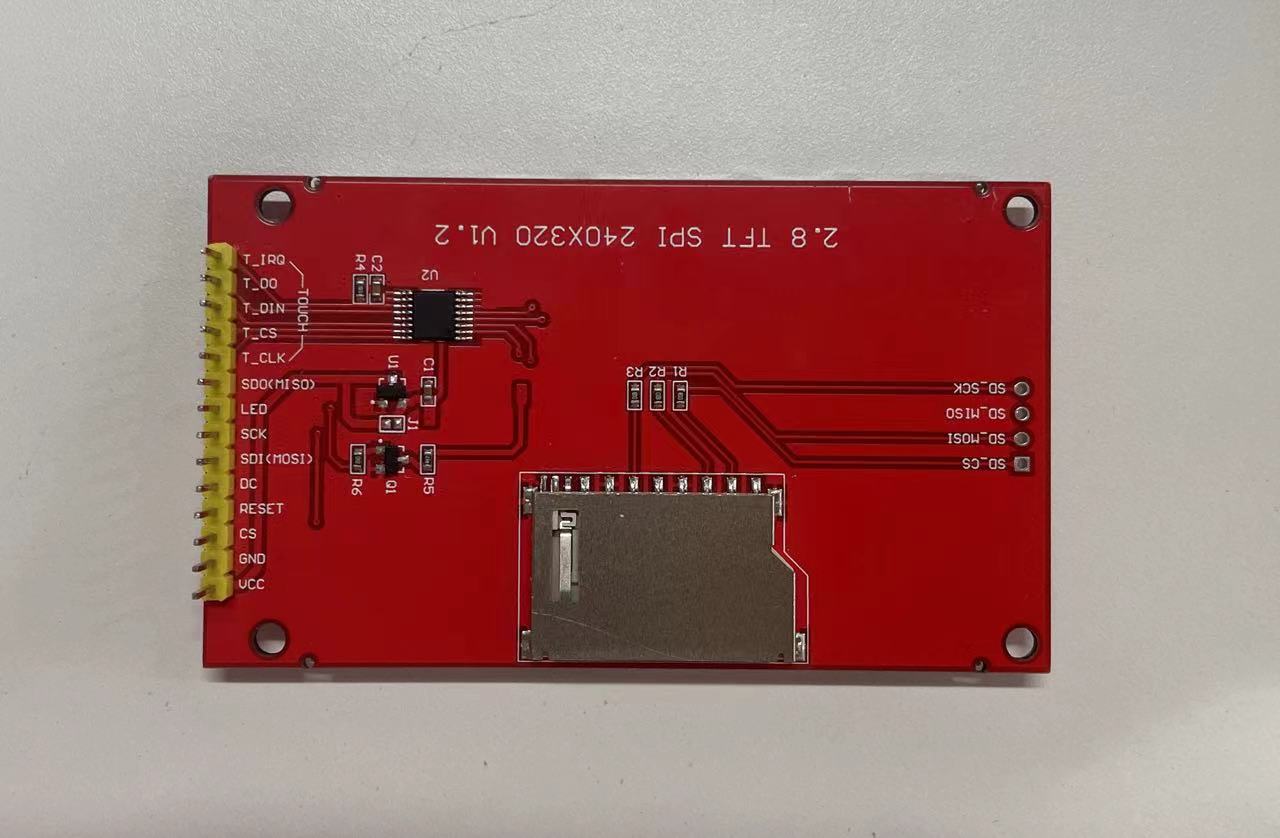 2.8 TFT SPI 240X320 V1.2
T_IRQ
T_DO
T_DIN
T_CS
T_CLK
TOUCH
SDO(MISO)
LED
SCK
SDI(MOSI)
DC
RESET
CS
GND
VCC
R4
C2
U2
U1
C1
J1
R6
Q1
R5
R3
R2
R1
SD_SCK
SD_MISO
SD_MOSI
SD_CS